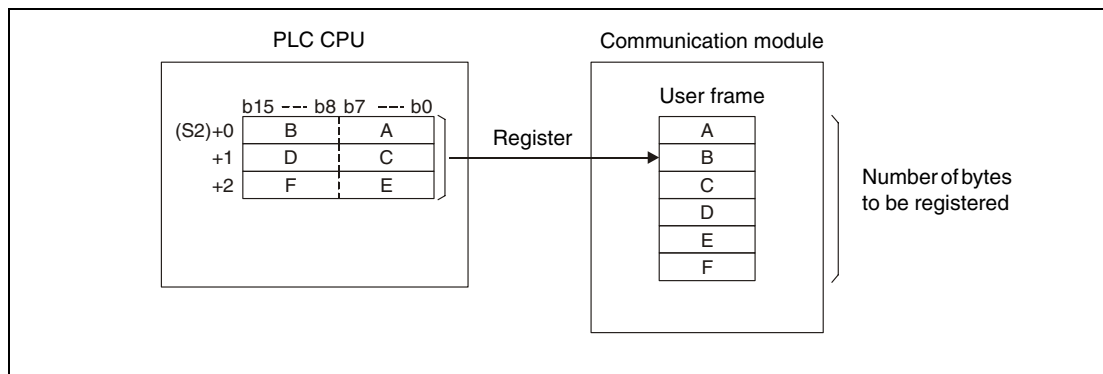 PLC CPU
Communication module
b15 --- b8 b7 --- b0
(S2)+0 B A
+1 D C
+2 F E
Register
User frame
A
B
C
D
E
F
Number of bytes
to be registered